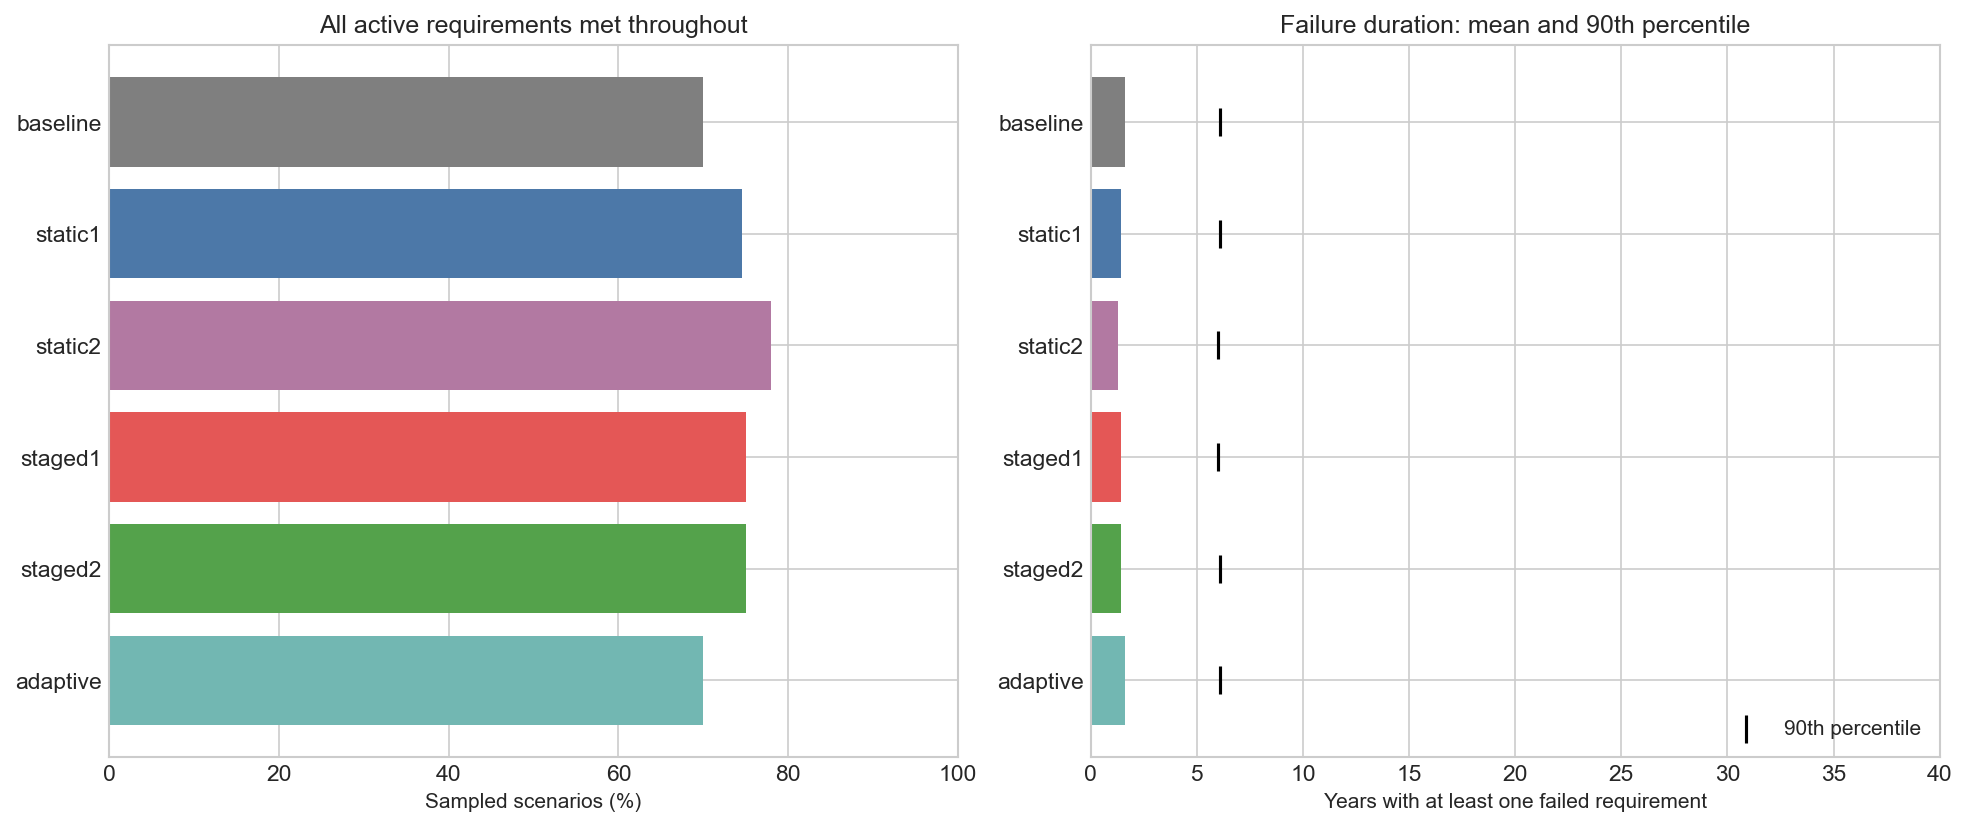 All active requirements met throughout
baseline
static1
static2
staged1
staged2
adaptive
0 20 40 60 80 100
Sampled scenarios (%)
Failure duration: mean and 90th percentile
baseline
static1
static2
staged1
staged2
adaptive
90th percentile
0 5 10 15 20 25 30 35 40
Years with at least one failed requirement